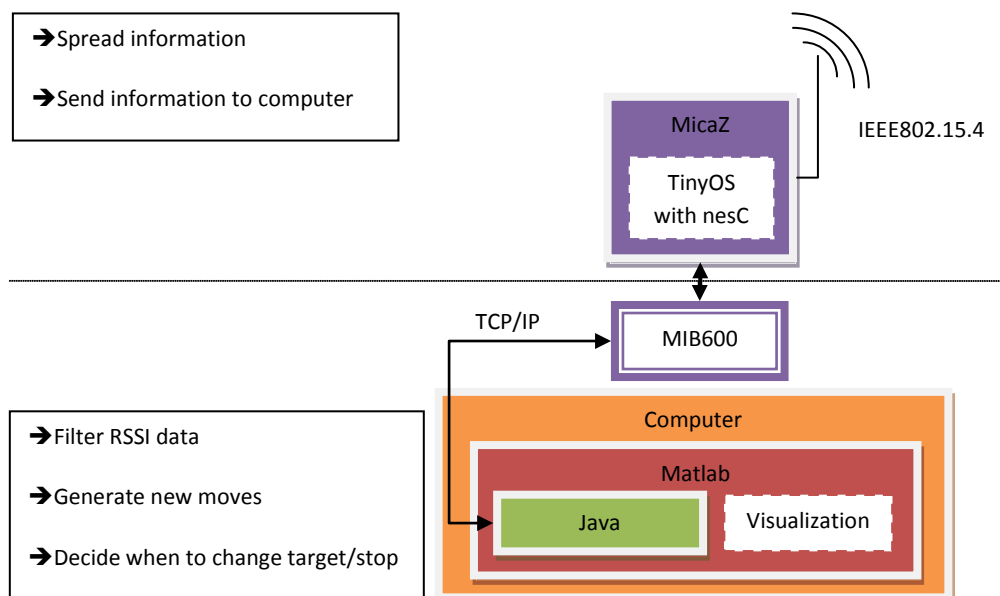 ➔Spread information
➔Send information to computer
MicaZ
IEEE802.15.4
TinyOS
with nesC
TCP/IP
MIB600
Computer
➔Filter RSSI data
Matlab
➔Generate new moves
Java
Visualization
➔Decide when to change target/stop